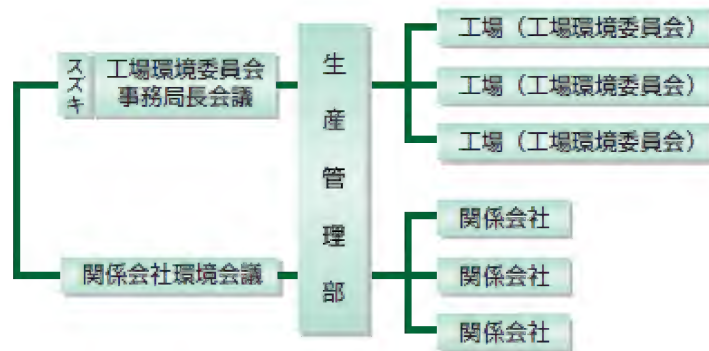 スズキ
工場環境委員会
事務局長会議
関係会社環境会議
生産管理部
工場（工場環境委員会）
工場（工場環境委員会）
工場（工場環境委員会）
関係会社
関係会社
関係会社